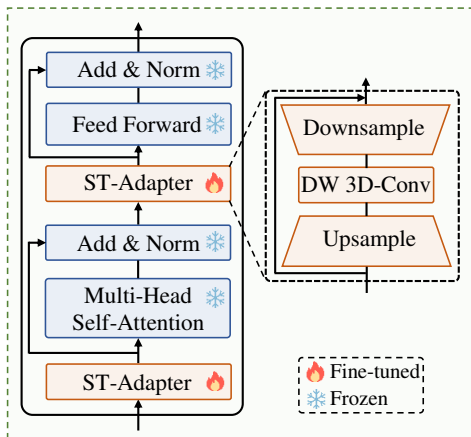 Add & Norm
Feed Forward
ST-Adapter
Add & Norm
Multi-Head
Self-Attention
ST-Adapter
Downsample
DW 3D-Conv
Upsample
Fine-tuned
Frozen